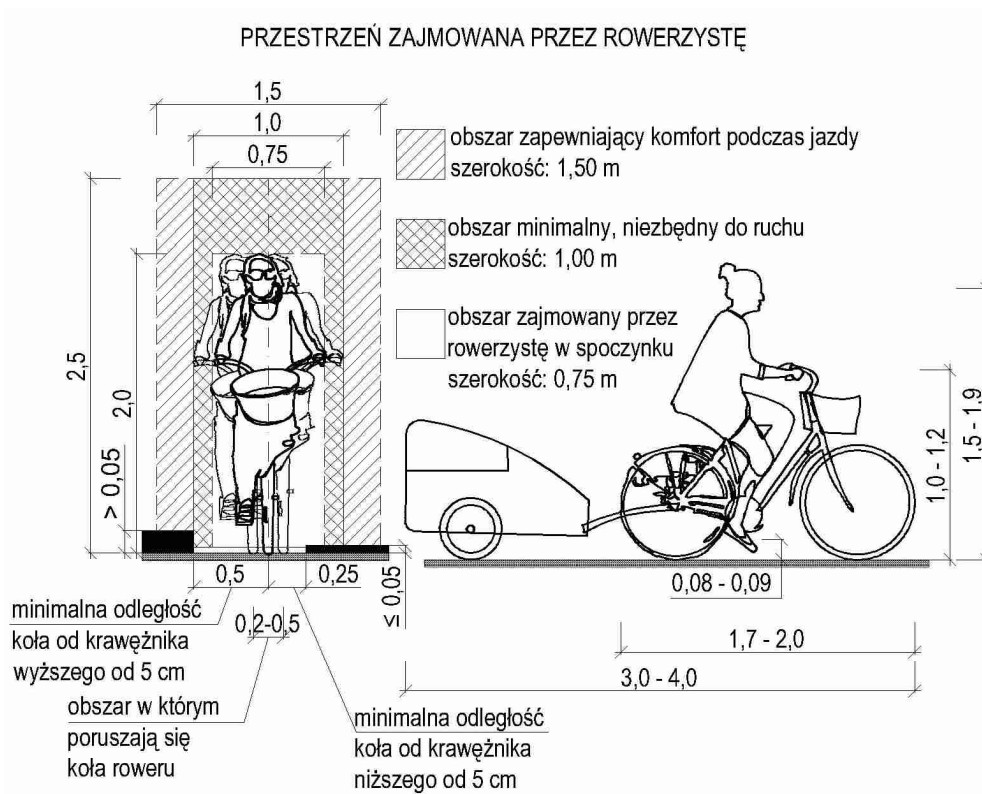 PRZESTRZEŃ ZAJMOWANA PRZEZ ROWERZYSTĘ
1,5
1,0
0,75
obszar zapewniający komfort podczas jazdy
szerokość: 1,50 m
obszar minimalny, niezbędny do ruchu
szerokość: 1,00 m
obszar zajmowany przez
rowerzystę w spoczynku
szerokość: 0,75 m
2,5
2,0
> 0,05
1,0 - 1,2
1,5 - 1,9
0,5
0,25
≤ 0,05
0,08 - 0,09
0,2-0,5
1,7 - 2,0
3,0 - 4,0
minimalna odległość
koła od krawężnika
wyższego od 5 cm
obszar w którym
poruszają się
koła roweru
minimalna odległość
koła od krawężnika
niższego od 5 cm